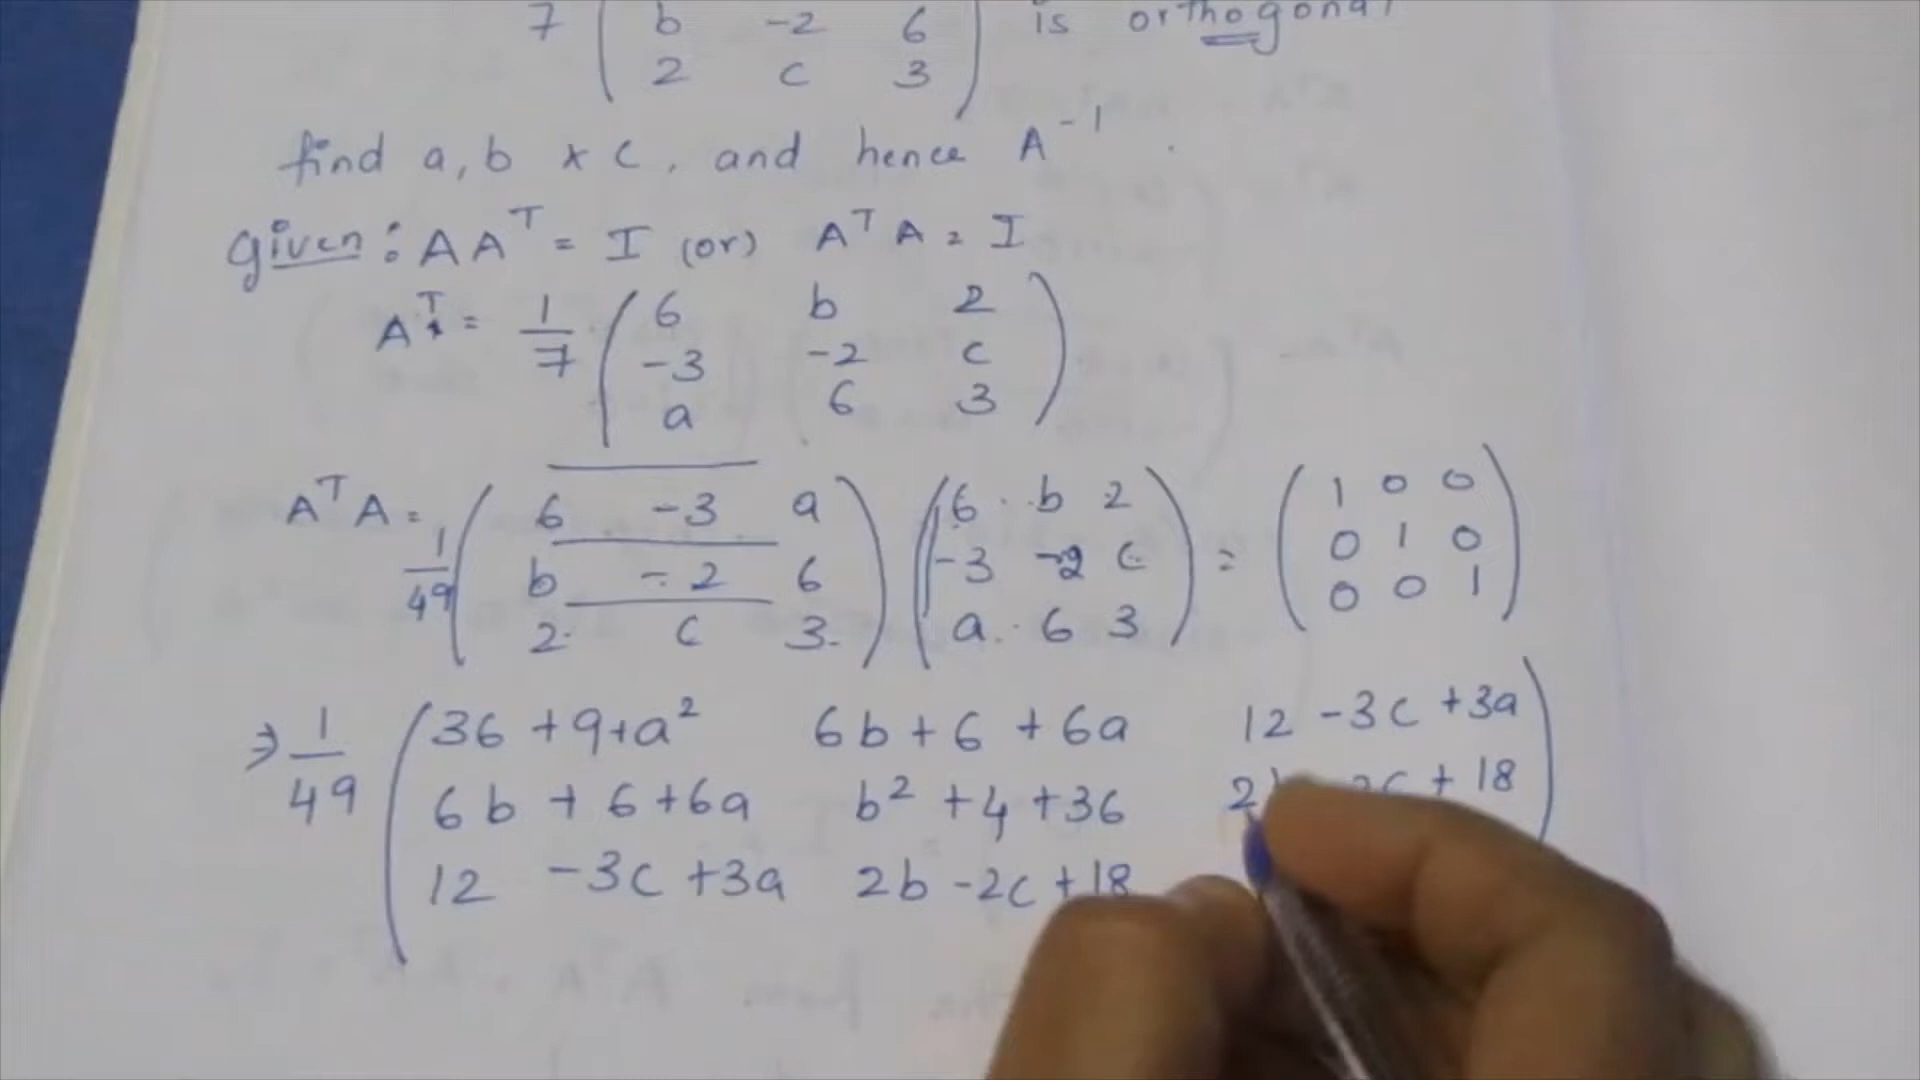 7 ( b -2 6 ) is orthogonal
2 c 3
find a, b & c, and hence A⁻¹.
Given: AAᵀ = I (or) AᵀA = I
Aᵀ = 1/7 ( 6 b 2
-3 -2 c
a 6 3 )
AᵀA = 1/49 ( 6 -3 a ) ( 6 b 2 ) = ( 1 0 0 )
( b -2 6 ) ( -3 -2 c ) ( 0 1 0 )
( 2 c 3 ) ( a 6 3 ) ( 0 0 1 )
⇒ 1/49 ( 36 + 9 + a² 6b + 6 + 6a 12 - 3c + 3a )
6b + 6 + 6a b² + 4 + 36 2 c + 18
12 - 3c + 3a 2b - 2c + 18